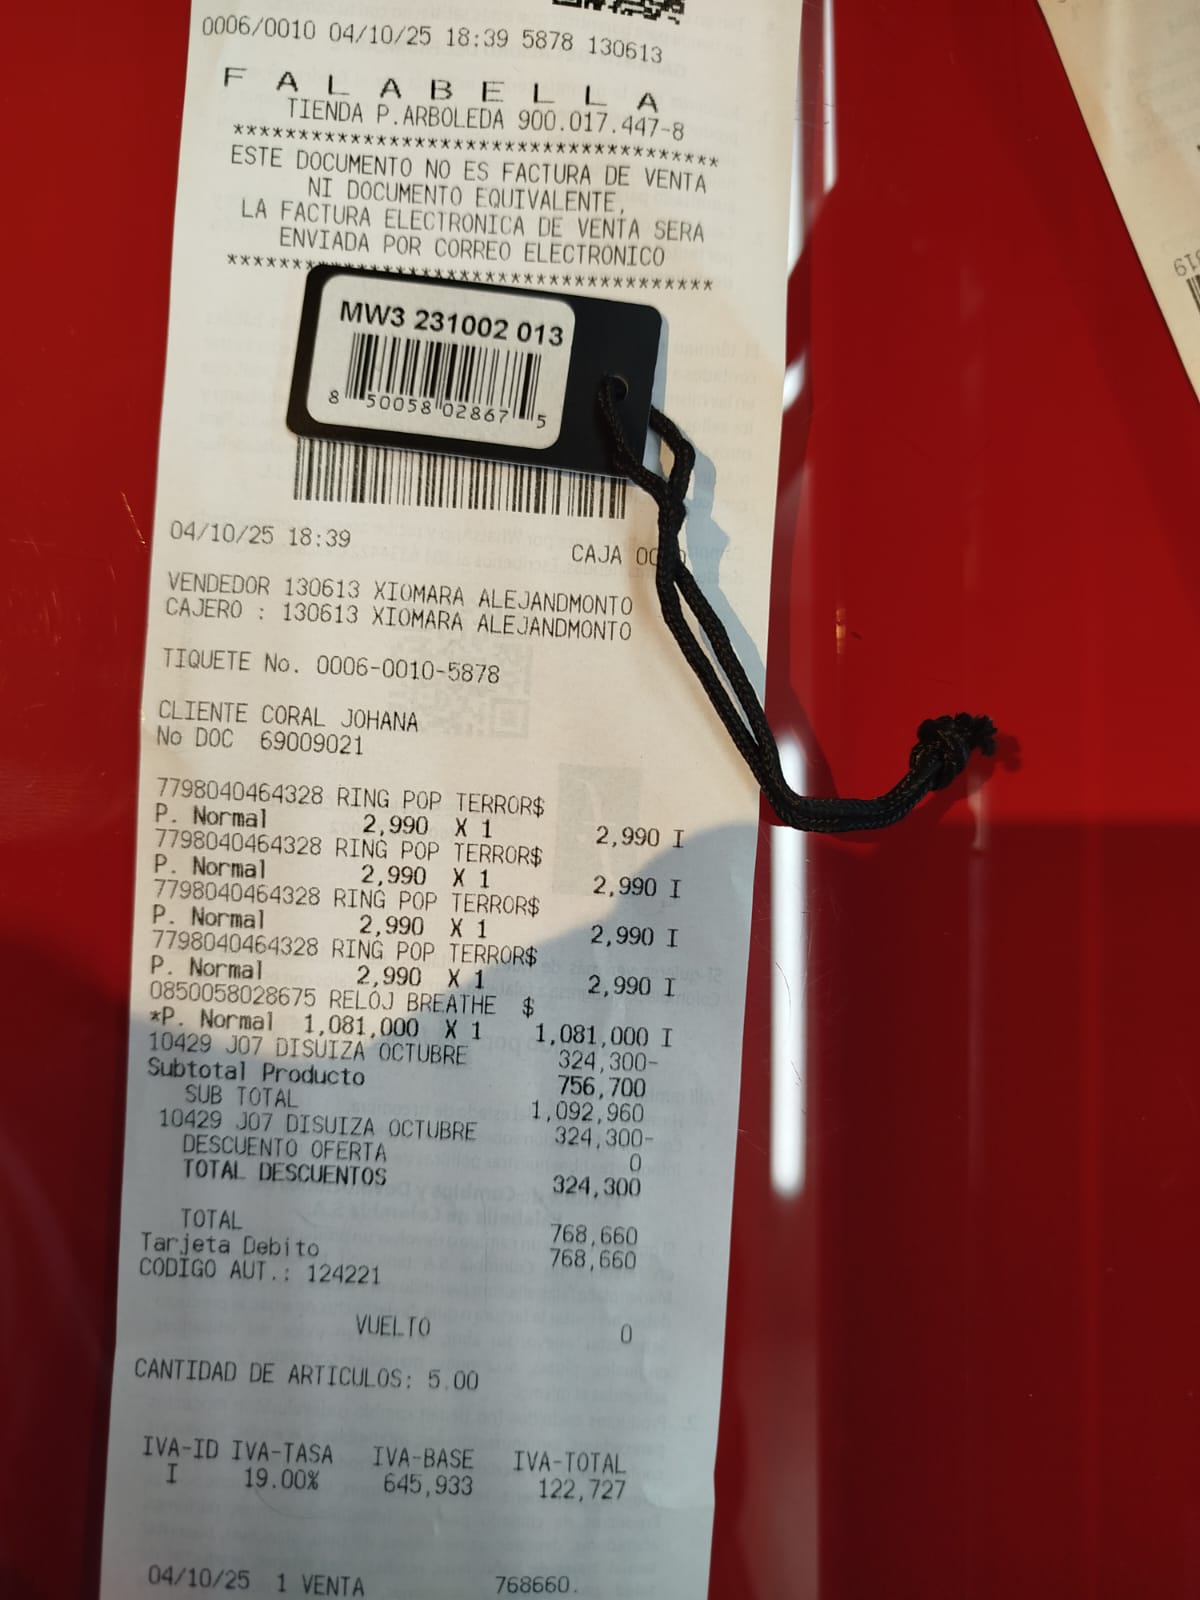 0006/0010 04/10/25 18:39 5878 130613
F A L A B E L L A
TIENDA P.ARBOLEDA 900.017.447-8
****************************************
ESTE DOCUMENTO NO ES FACTURA DE VENTA
NI DOCUMENTO EQUIVALENTE,
LA FACTURA ELECTRONICA DE VENTA SERA
ENVIADA POR CORREO ELECTRONICO
****************************************
MW3 231002 013
8 50058 02867 5
04/10/25 18:39
CAJA
VENDEDOR 130613 XIOMARA ALEJANDMONTO
CAJERO : 130613 XIOMARA ALEJANDMONTO
TIQUETE No. 0006-0010-5878
CLIENTE CORAL JOHANA
No DOC 69009021
7798040464328 RING POP TERROR$
P. Normal 2,990 X 1 2,990 I
7798040464328 RING POP TERROR$
P. Normal 2,990 X 1 2,990 I
7798040464328 RING POP TERROR$
P. Normal 2,990 X 1 2,990 I
7798040464328 RING POP TERROR$
P. Normal 2,990 X 1 2,990 I
0850058028675 RELOJ BREATHE $
*P. Normal 1,081,000 X 1 1,081,000 I
10429 J07 DISUIZA OCTUBRE 324,300-
Subtotal Producto 756,700
SUB TOTAL 1,092,960
10429 J07 DISUIZA OCTUBRE 324,300-
DESCUENTO OFERTA 0
TOTAL DESCUENTOS 324,300
TOTAL 768,660
Tarjeta Debito 768,660
CODIGO AUT.: 124221
VUELTO 0
CANTIDAD DE ARTICULOS: 5.00
IVA-ID IVA-TASA IVA-BASE IVA-TOTAL
I 19.00% 645,933 122,727
04/10/25 1 VENTA 768660.